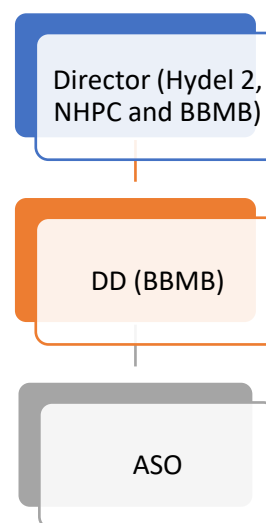 Director (Hydel 2,
NHPC and BBMB)
DD (BBMB)
ASO